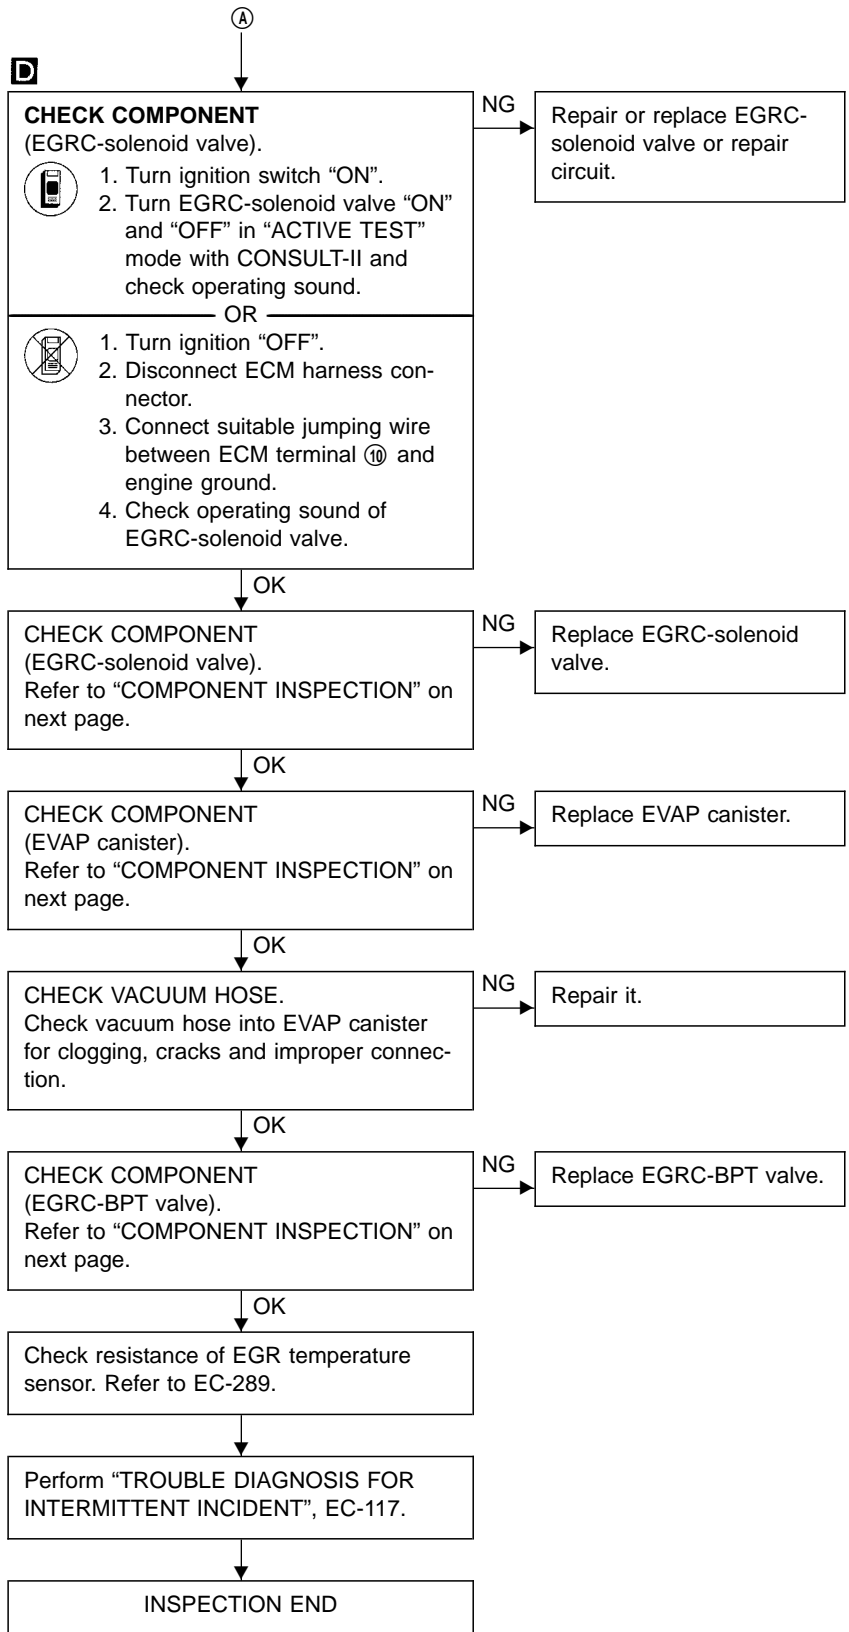 Ⓐ
D
CHECK COMPONENT
(EGRC-solenoid valve).
1. Turn ignition switch “ON”.
2. Turn EGRC-solenoid valve “ON”
and “OFF” in “ACTIVE TEST”
mode with CONSULT-II and
check operating sound.
OR
1. Turn ignition “OFF”.
2. Disconnect ECM harness con-
nector.
3. Connect suitable jumping wire
between ECM terminal ⑩ and
engine ground.
4. Check operating sound of
EGRC-solenoid valve.
NG
Repair or replace EGRC-
solenoid valve or repair
circuit.
OK
CHECK COMPONENT
(EGRC-solenoid valve).
Refer to “COMPONENT INSPECTION” on
next page.
NG
Replace EGRC-solenoid
valve.
OK
CHECK COMPONENT
(EVAP canister).
Refer to “COMPONENT INSPECTION” on
next page.
NG
Replace EVAP canister.
OK
CHECK VACUUM HOSE.
Check vacuum hose into EVAP canister
for clogging, cracks and improper connec-
tion.
NG
Repair it.
OK
CHECK COMPONENT
(EGRC-BPT valve).
Refer to “COMPONENT INSPECTION” on
next page.
NG
Replace EGRC-BPT valve.
OK
Check resistance of EGR temperature
sensor. Refer to EC-289.
Perform “TROUBLE DIAGNOSIS FOR
INTERMITTENT INCIDENT”, EC-117.
INSPECTION END